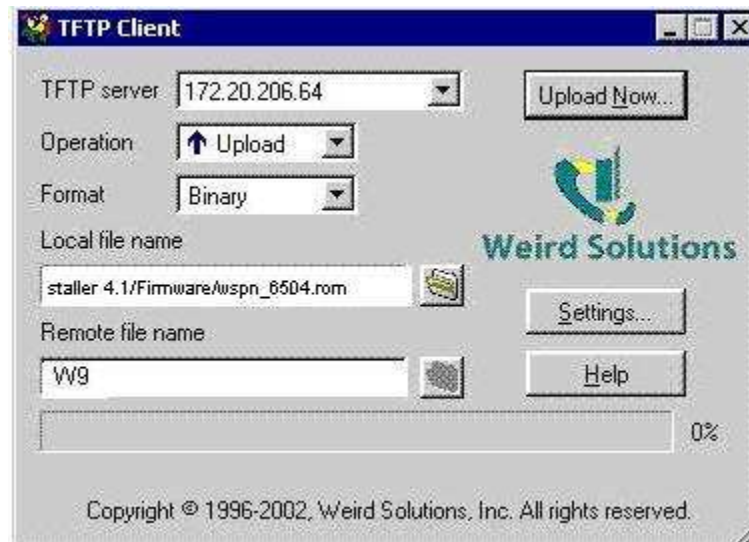 TFTP Client
TFTP server 172.20.206.64 Upload Now...
Operation Upload
Format Binary
Local file name
Weird Solutions
staller 4.1/Firmware/wspn_6504.rom
Settings...
Remote file name
W9
Help
0%
Copyright © 1996-2002, Weird Solutions, Inc. All rights reserved.